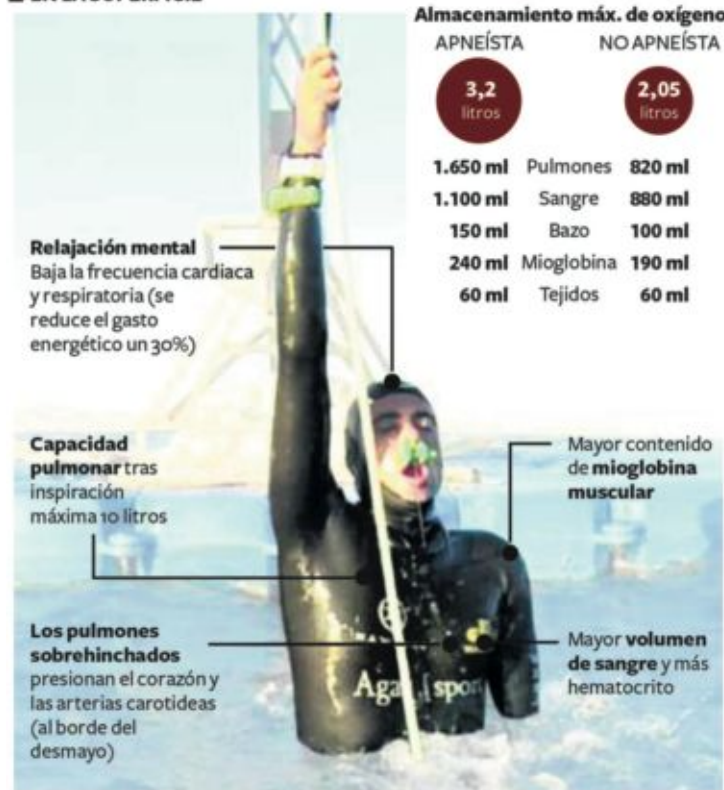 Almacenamiento máx. de oxígeno
APNEÍSTA NO APNEÍSTA
3,2 2,05
litros litros
1.650 ml Pulmones 820 ml
1.100 ml Sangre 880 ml
150 ml Bazo 100 ml
240 ml Mioglobina 190 ml
60 ml Tejidos 60 ml
Relajación mental
Baja la frecuencia cardiaca
y respiratoria (se
reduce el gasto
energético un 30%)
Capacidad
pulmonar tras
inspiración
máxima 10 litros
Mayor contenido
de mioglobina
muscular
Los pulmones
sobrehinchados
presionan el corazón y
las arterias carotideas
(al borde del
desmayo)
Mayor volumen
de sangre y más
hematocrito
sport